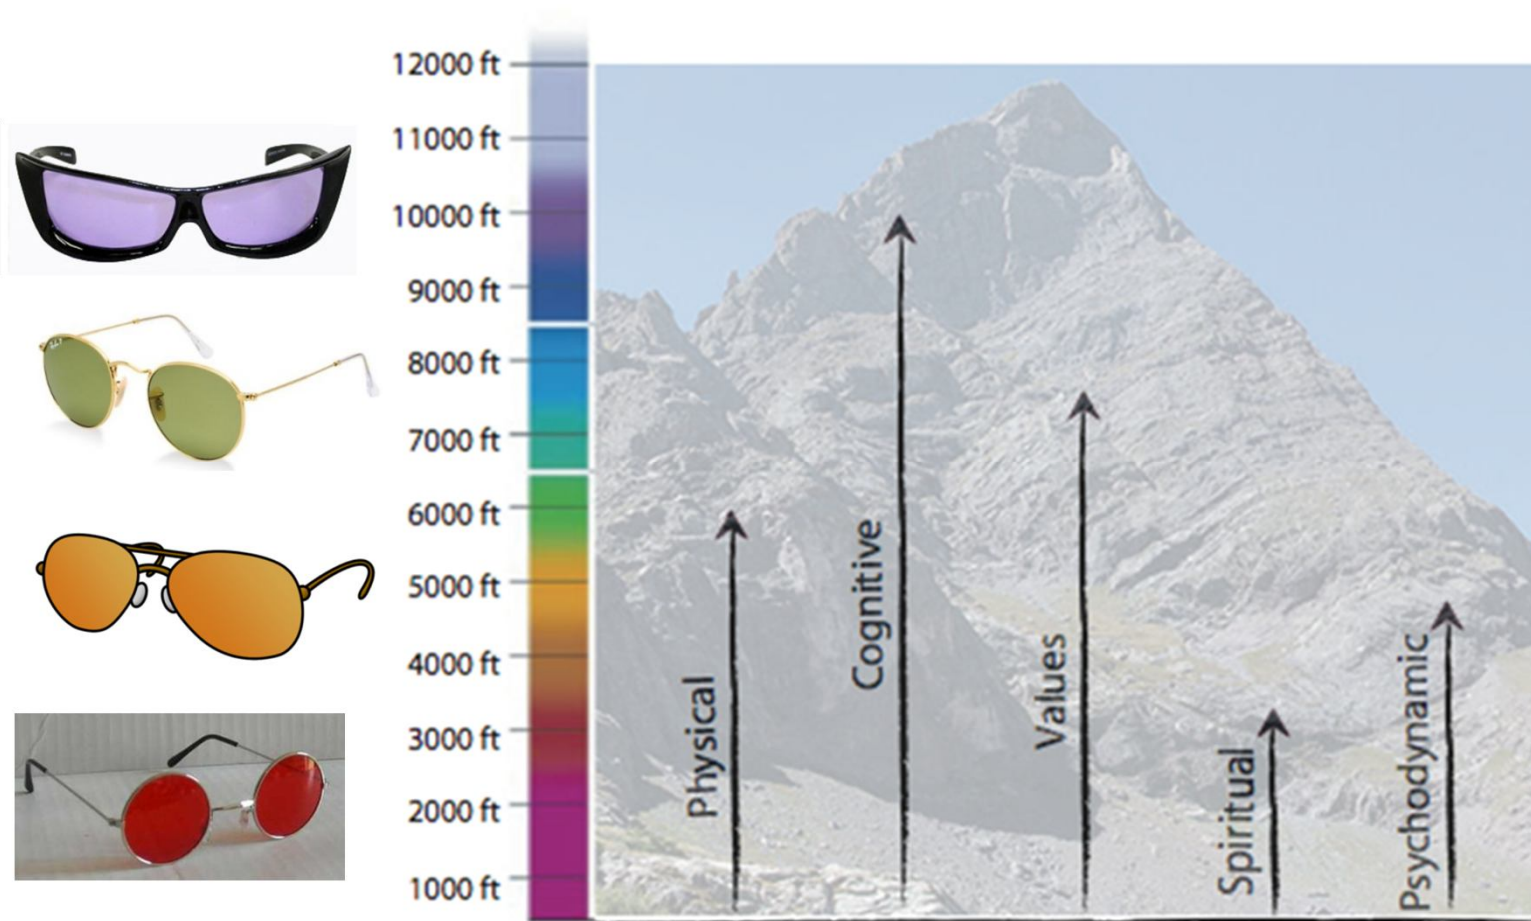 12000 ft
11000 ft
10000 ft
9000 ft
8000 ft
7000 ft
6000 ft
5000 ft
4000 ft
3000 ft
2000 ft
1000 ft
Physical
Cognitive
Values
Spiritual
Psychodynamic